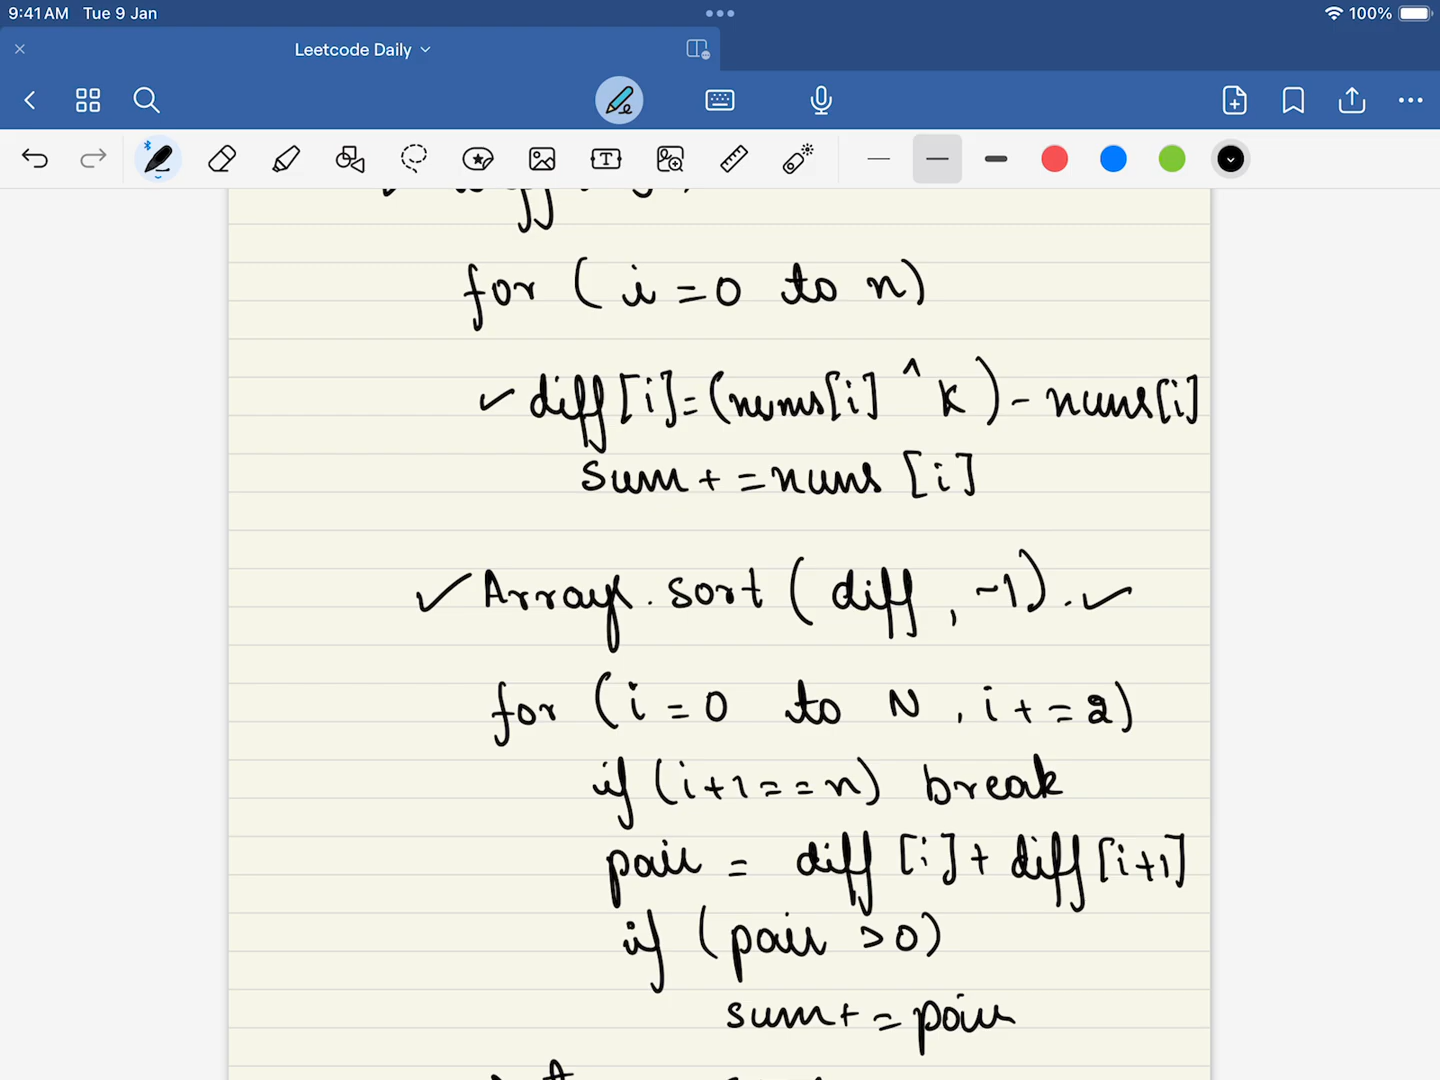 9:41 AM Tue 9 Jan
100%
Leetcode Daily
for ( i = 0 to n)
✓ diff [i]=(nums[i] ^ k ) - nums[i]
sum + = nums [i]
✓ Arrays. sort ( diff , ~1). ✓
for (i = 0 to N , i + = 2)
if (i+1 = = n) break
pair = diff [i] + diff [i+1]
if (pair > 0)
sum + = pair